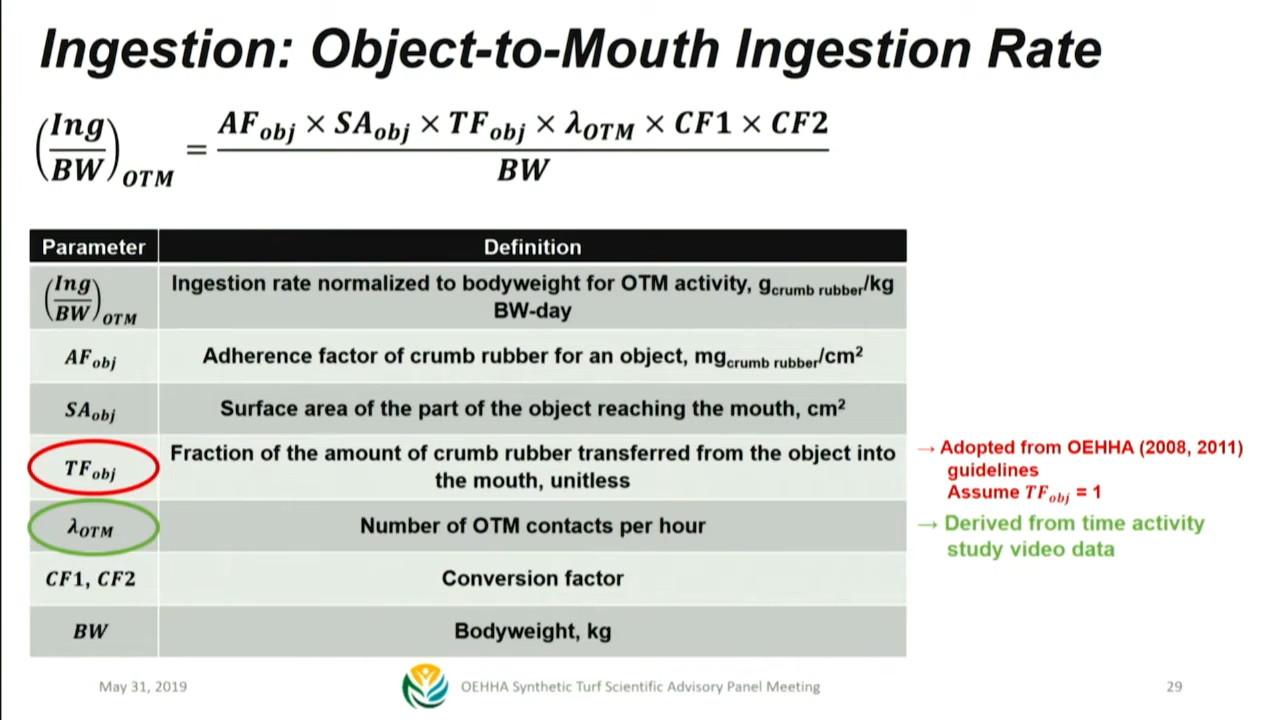 Ingestion: Object-to-Mouth Ingestion Rate
(Ing/BW)OTM = AFobj × SAobj × TFobj × λOTM × CF1 × CF2 / BW
Parameter Definition
(Ing/BW)OTM Ingestion rate normalized to bodyweight for OTM activity, gcrumb rubber/kg
BW-day
AFobj Adherence factor of crumb rubber for an object, mgcrumb rubber/cm²
SAobj Surface area of the part of the object reaching the mouth, cm²
TFobj Fraction of the amount of crumb rubber transferred from the object into
the mouth, unitless
→ Adopted from OEHHA (2008, 2011)
guidelines
Assume TFobj = 1
λOTM Number of OTM contacts per hour
→ Derived from time activity
study video data
CF1, CF2 Conversion factor
BW Bodyweight, kg
May 31, 2019 OEHHA Synthetic Turf Scientific Advisory Panel Meeting 29